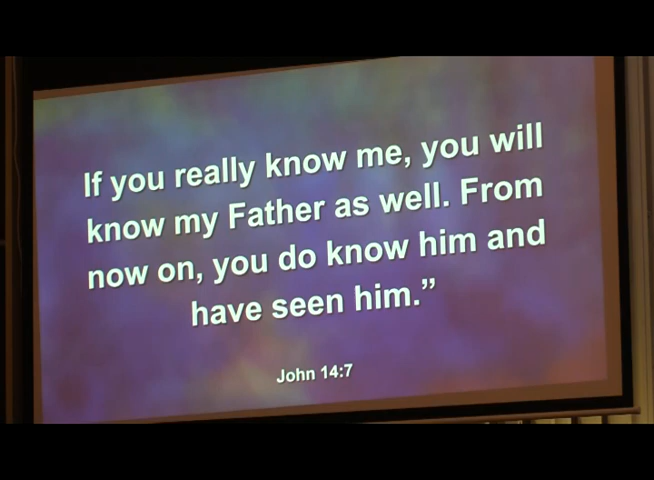 If you really know me, you will
know my Father as well. From
now on, you do know him and
have seen him.”
John 14:7